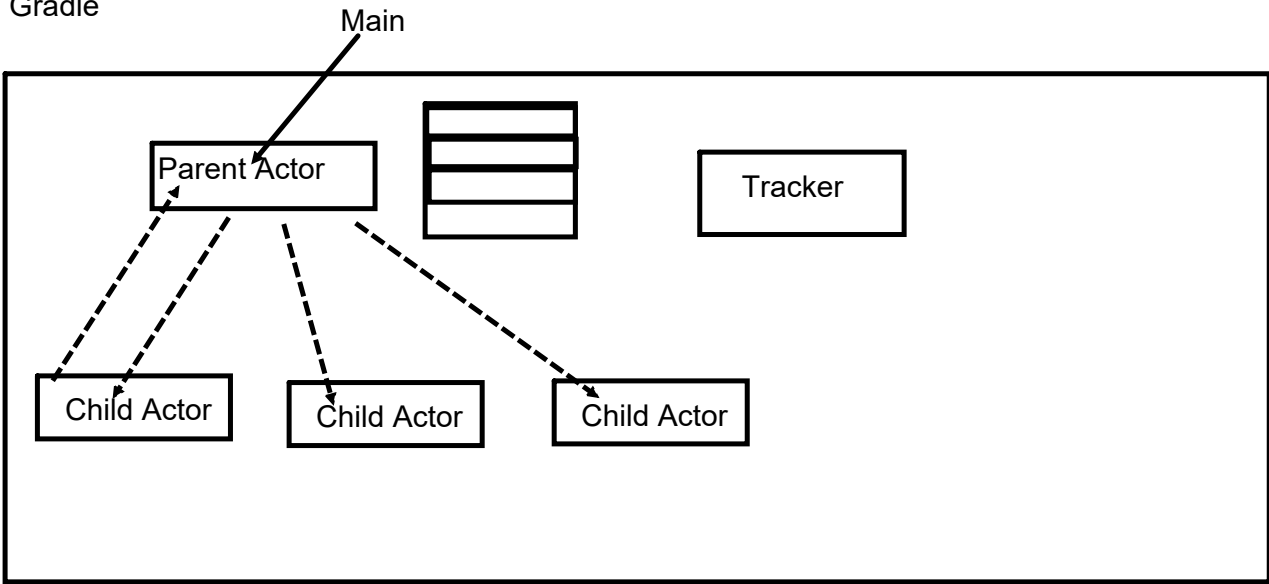 Gradle
Main
Parent Actor
Tracker
Child Actor
Child Actor
Child Actor